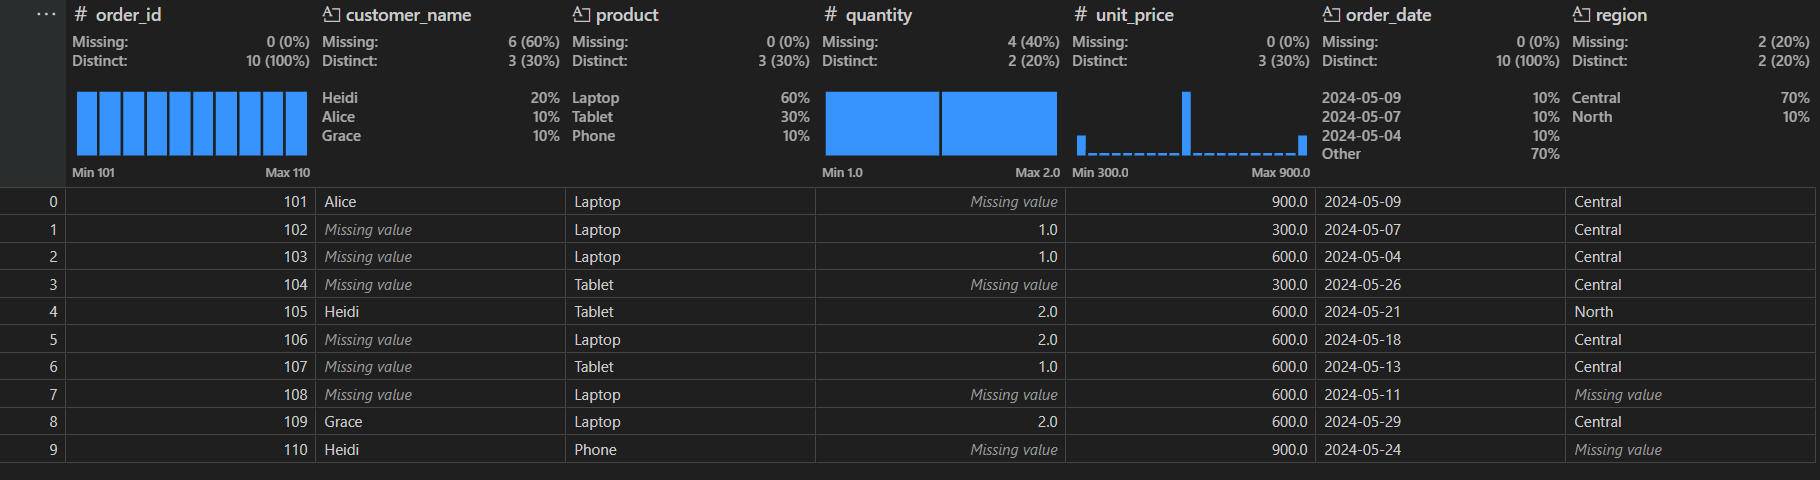 ... # order_id customer_name product quantity # unit_price order_date region
Missing: 0 (0%) Missing: 6 (60%) Missing: 0 (0%) Missing: 4 (40%) Missing: 0 (0%) Missing: 0 (0%) Missing: 2 (20%)
Distinct: 10 (100%) Distinct: 3 (30%) Distinct: 3 (30%) Distinct: 2 (20%) Distinct: 3 (30%) Distinct: 10 (100%) Distinct: 2 (20%)
Heidi 20% Laptop 60% 2024-05-09 10% Central 70%
Alice 10% Tablet 30% 2024-05-07 10% North 10%
Grace 10% Phone 10% 2024-05-04 10%
Other 70%
Min 101 Max 110 Min 1.0 Max 2.0 Min 300.0 Max 900.0
0 101 Alice Laptop Missing value 900.0 2024-05-09 Central
1 102 Missing value Laptop 1.0 300.0 2024-05-07 Central
2 103 Missing value Laptop 1.0 600.0 2024-05-04 Central
3 104 Missing value Tablet Missing value 300.0 2024-05-26 Central
4 105 Heidi Tablet 2.0 600.0 2024-05-21 North
5 106 Missing value Laptop 2.0 600.0 2024-05-18 Central
6 107 Missing value Tablet 1.0 600.0 2024-05-13 Central
7 108 Missing value Laptop Missing value 600.0 2024-05-11 Missing value
8 109 Grace Laptop 2.0 600.0 2024-05-29 Central
9 110 Heidi Phone Missing value 900.0 2024-05-24 Missing value